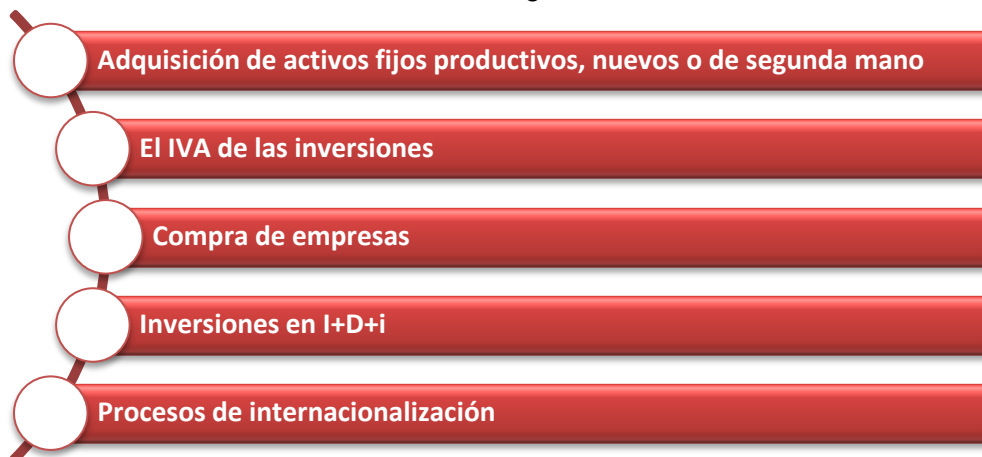 Adquisición de activos fijos productivos, nuevos o de segunda mano
El IVA de las inversiones
Compra de empresas
Inversiones en I+D+i
Procesos de internacionalización